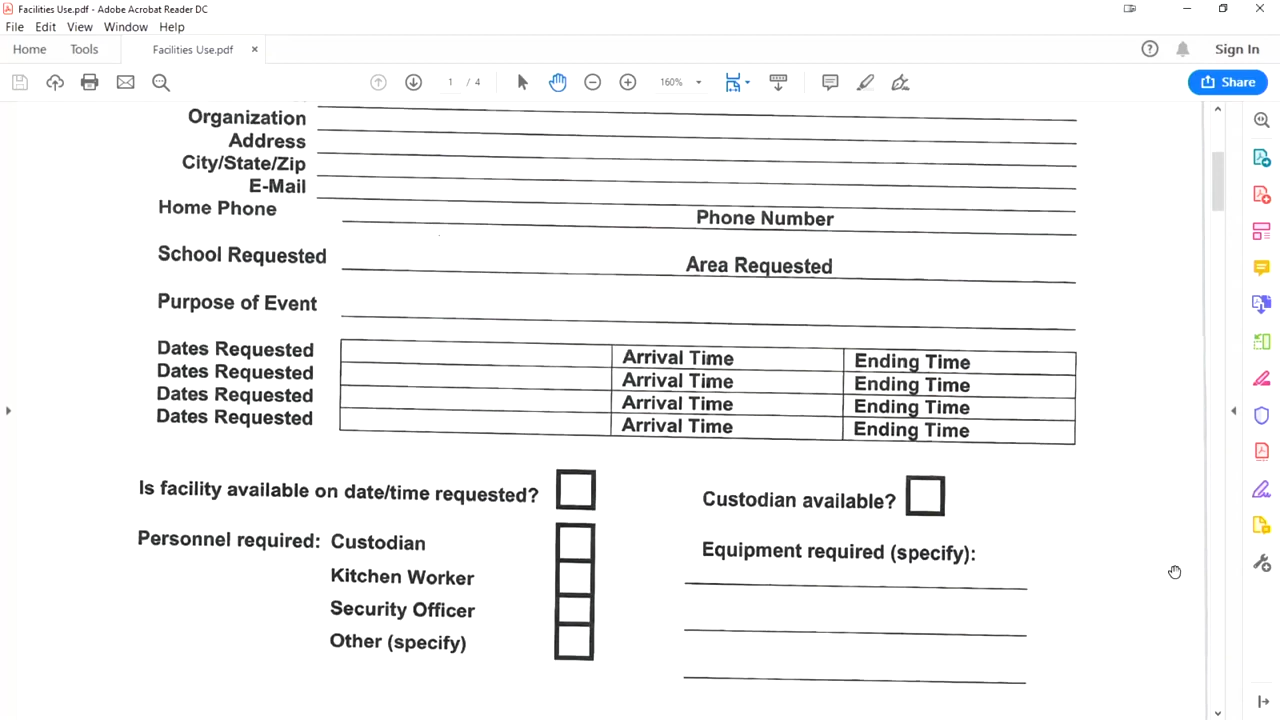 Facilities Use.pdf - Adobe Acrobat Reader DC
File Edit View Window Help
Home Tools Facilities Use.pdf × Sign In
1 / 4 160% Share
Organization
Address
City/State/Zip
E-Mail
Home Phone Phone Number
School Requested Area Requested
Purpose of Event
Dates Requested Arrival Time Ending Time
Dates Requested Arrival Time Ending Time
Dates Requested Arrival Time Ending Time
Dates Requested Arrival Time Ending Time
Is facility available on date/time requested? Custodian available?
Personnel required: Custodian Equipment required (specify):
Kitchen Worker
Security Officer
Other (specify)